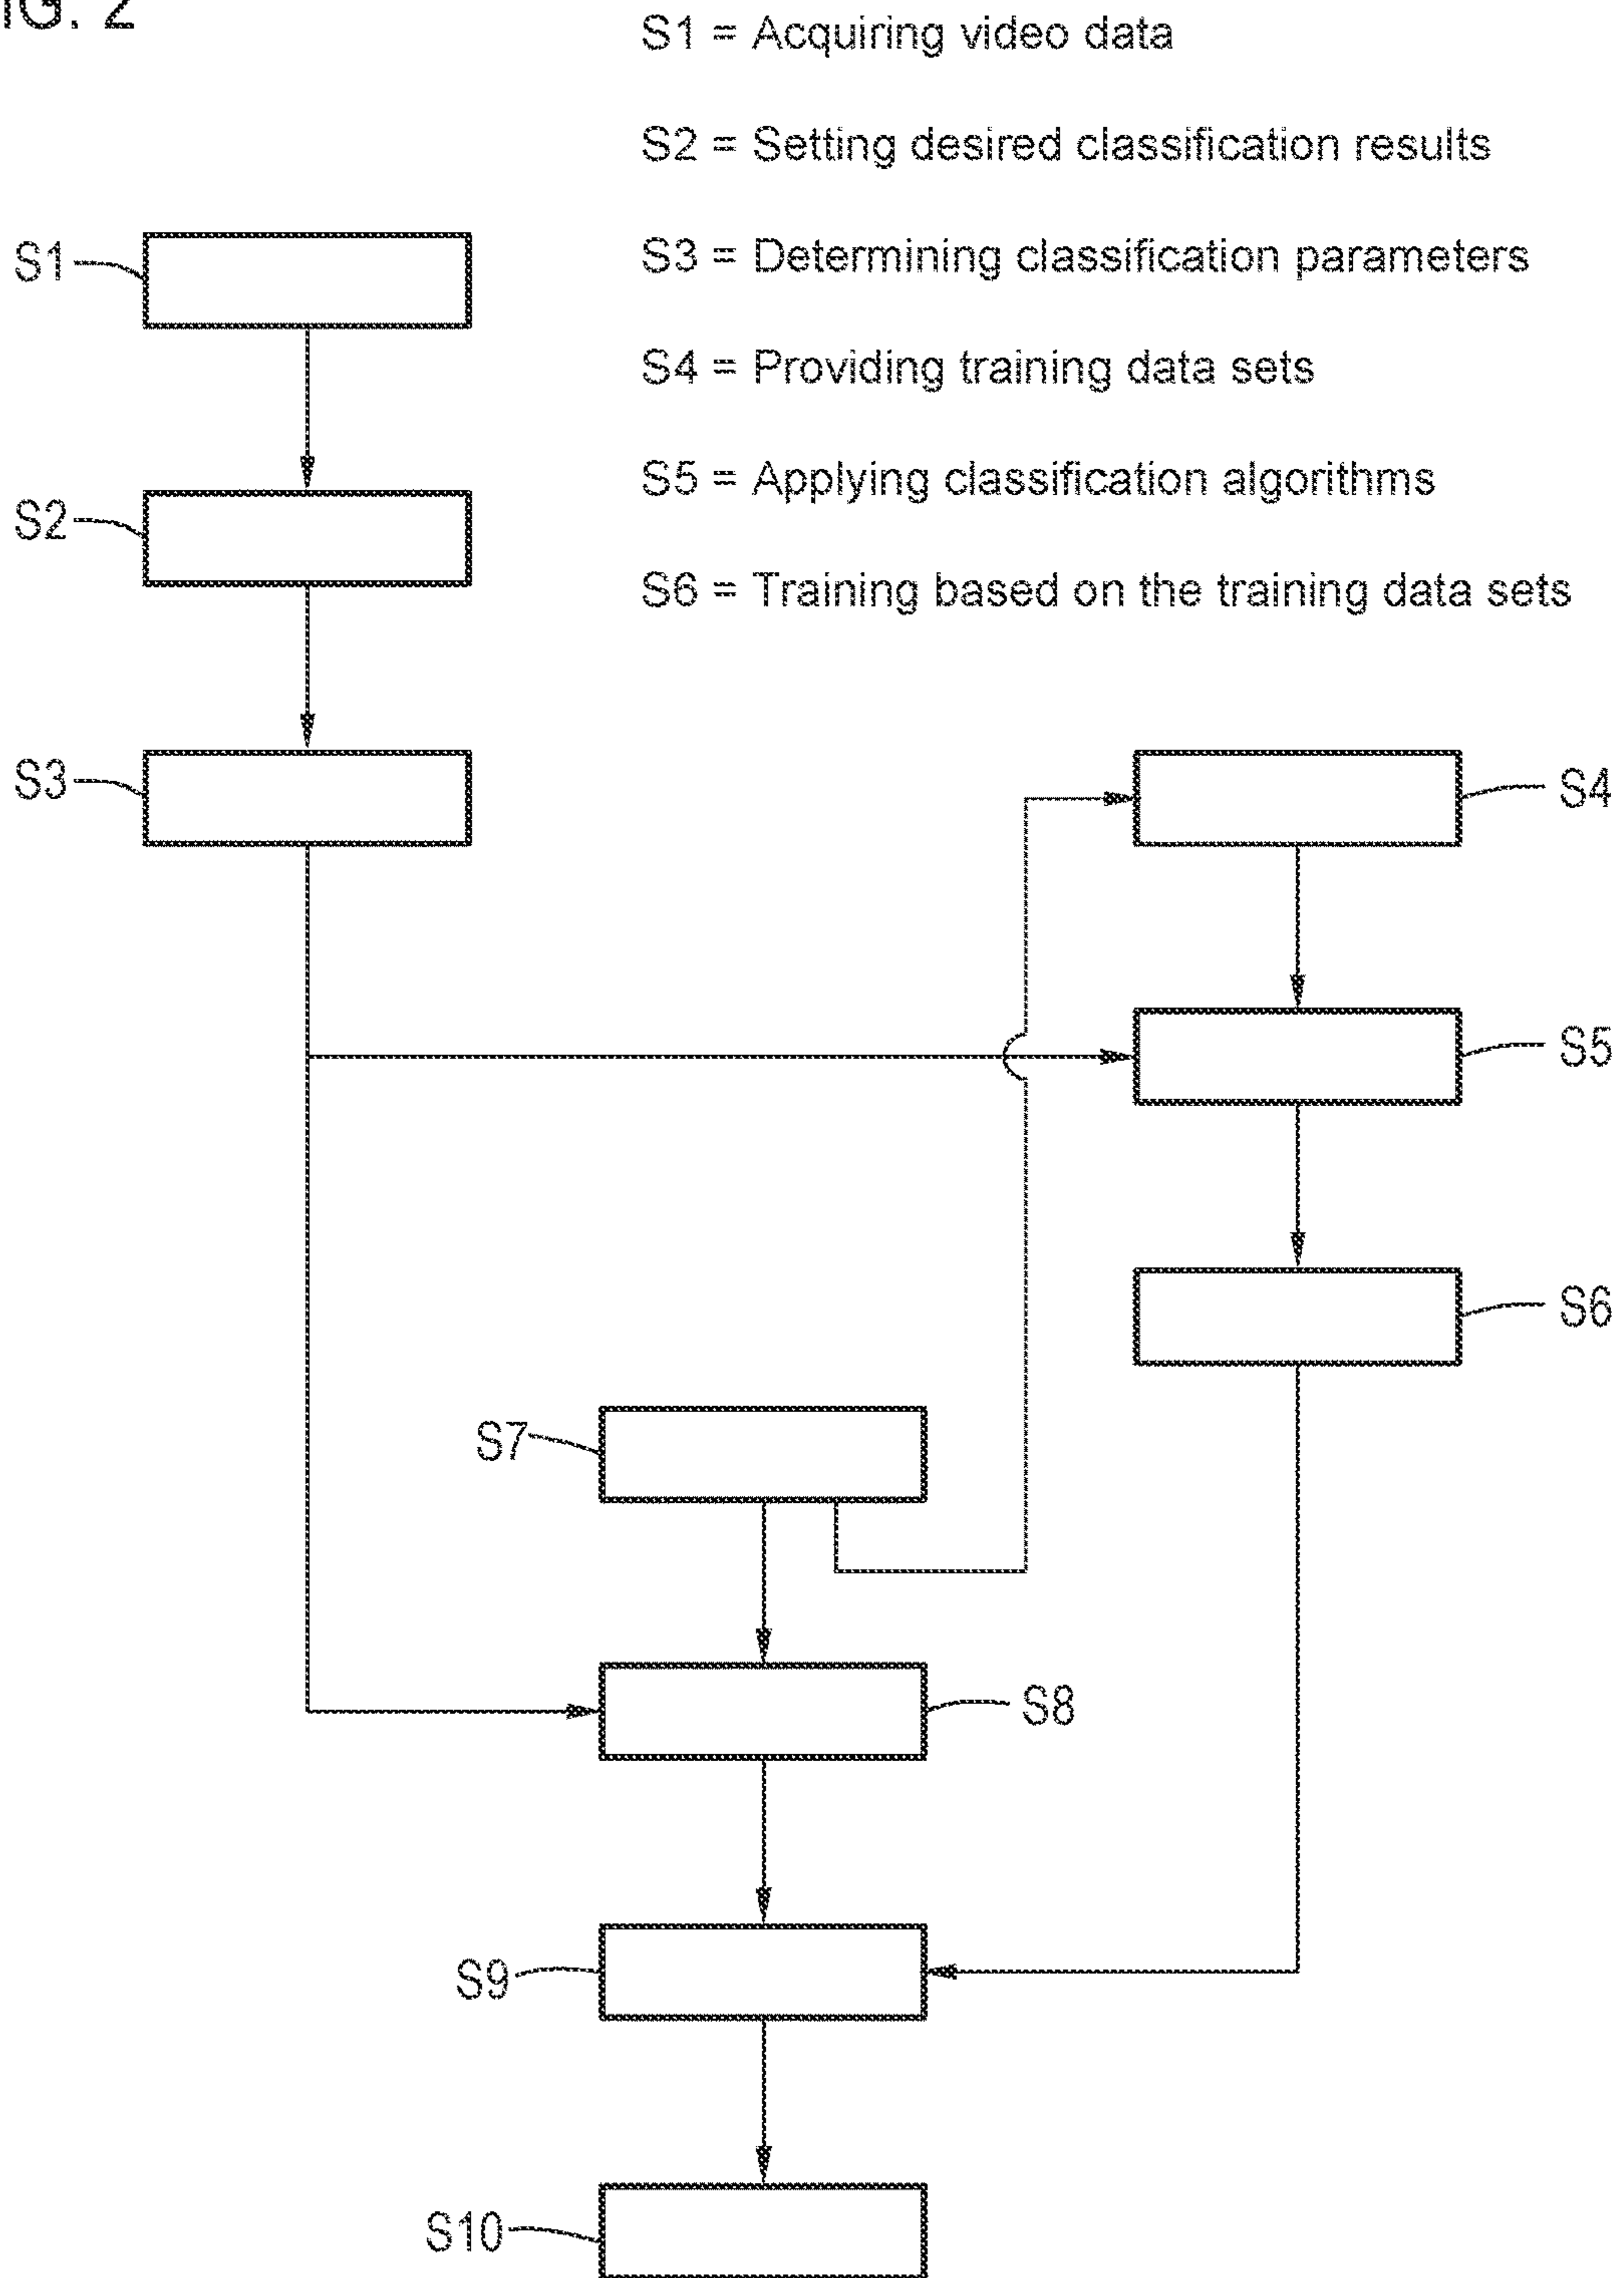 IG. 2
S1 = Acquiring video data
S2 = Setting desired classification results
S3 = Determining classification parameters
S4 = Providing training data sets
S5 = Applying classification algorithms
S6 = Training based on the training data sets
S1
S2
S3
S4
S5
S6
S7
S8
S9
S10